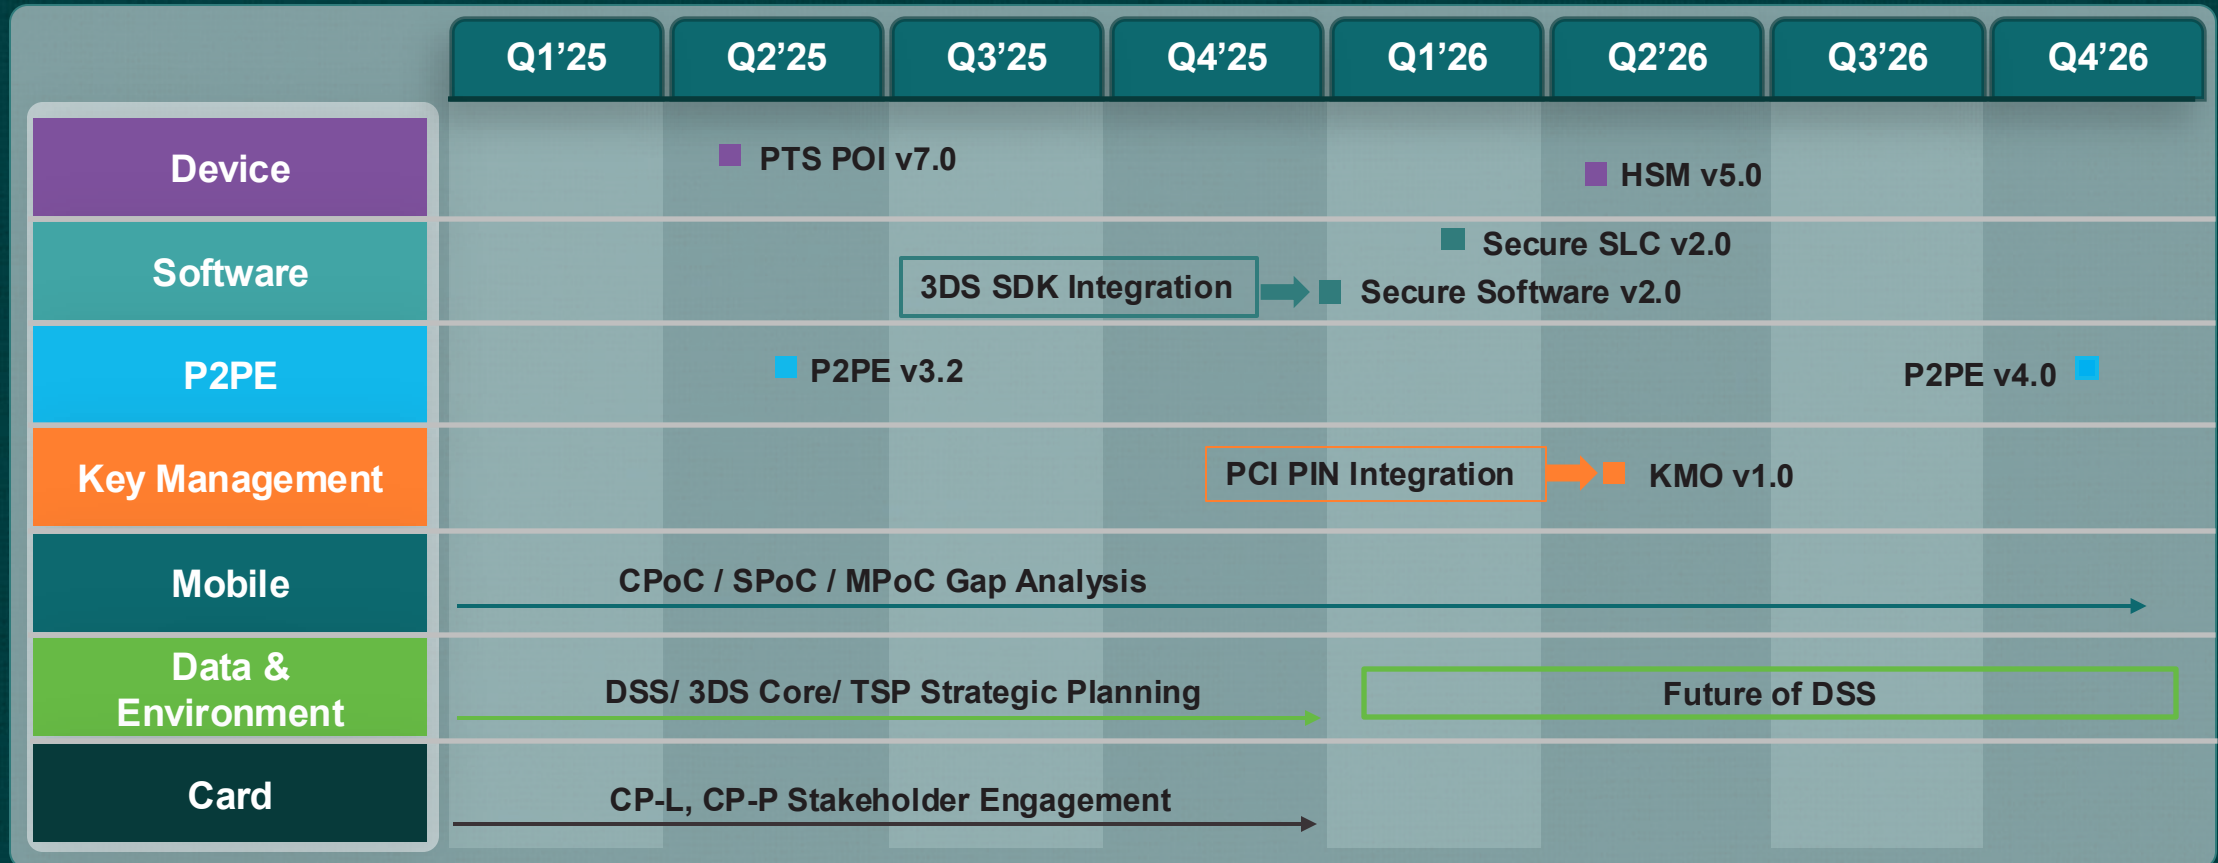 Q1’25
Q2’25
Q3’25
Q4’25
Q1’26
Q2’26
Q3’26
Q4’26
Device
PTS POI v7.0
HSM v5.0
Software
Secure SLC v2.0
3DS SDK Integration
Secure Software v2.0
P2PE
P2PE v3.2
P2PE v4.0
Key Management
PCI PIN Integration
KMO v1.0
Mobile
CPoC / SPoC / MPoC Gap Analysis
Data &
Environment
DSS/ 3DS Core/ TSP Strategic Planning
Future of DSS
Card
CP-L, CP-P Stakeholder Engagement